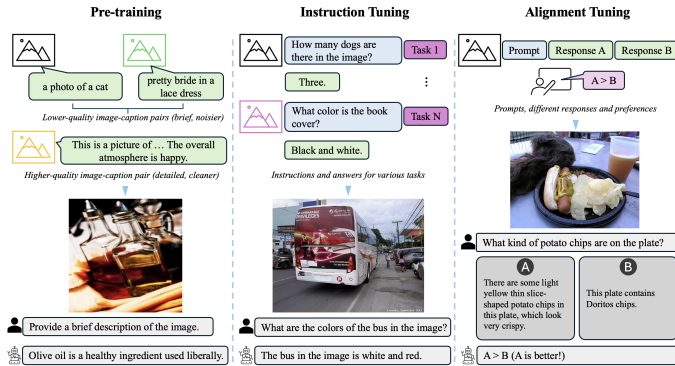 Pre-training
a photo of a cat
pretty bride in a
lace dress
Lower-quality image-caption pairs (brief, noisier)
This is a picture of … The overall
atmosphere is happy.
Higher-quality image-caption pair (detailed, cleaner)
Provide a brief description of the image.
Olive oil is a healthy ingredient used liberally.
Instruction Tuning
How many dogs are
there in the image?
Task 1
Three.
What color is the book
cover?
Task N
Black and white.
Instructions and answers for various tasks
What are the colors of the bus in the image?
The bus in the image is white and red.
Alignment Tuning
Prompt
Response A
Response B
A > B
Prompts, different responses and preferences
What kind of potato chips are on the plate?
A
There are some light
yellow thin slice-
shaped potato chips in
this plate, which look
very crispy.
B
This plate contains
Doritos chips.
A > B (A is better!)